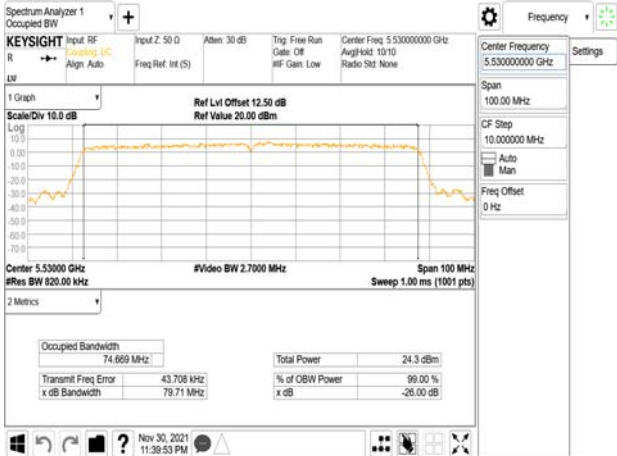 Spectrum Analyzer 1
Occupied BW
KEYSIGHT
R
LXI
Input: RF
Coupling: DC
Align: Auto
Input Z: 50 Ω
Freq Ref: Int (S)
Atten: 30 dB
Trig: Free Run
Gate: Off
#IF Gain: Low
Center Freq: 5.530000000 GHz
Avg|Hold: 10/10
Radio Std: None
1 Graph
Scale/Div 10.0 dB
Ref Lvl Offset 12.50 dB
Ref Value 20.00 dBm
Log
10.0
0.00
-10.0
-20.0
-30.0
-40.0
-50.0
-60.0
-70.0
Center 5.53000 GHz
#Res BW 820.00 kHz
#Video BW 2.7000 MHz
Span 100 MHz
Sweep 1.00 ms (1001 pts)
2 Metrics
Occupied Bandwidth
74.669 MHz
Transmit Freq Error 43.708 kHz
x dB Bandwidth 79.71 MHz
Total Power 24.3 dBm
% of OBW Power 99.00 %
x dB -26.00 dB
?
Nov 30, 2021
11:39:53 PM
Frequency
Settings
Center Frequency
5.530000000 GHz
Span
100.00 MHz
CF Step
10.000000 MHz
Auto
Man
Freq Offset
0 Hz